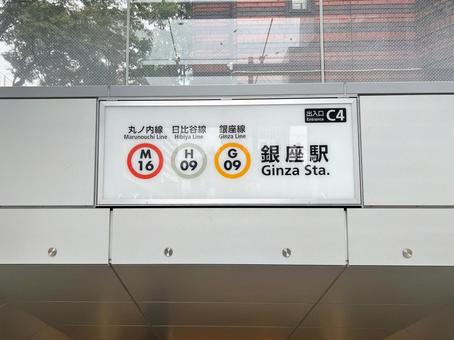 丸ノ内線 日比谷線 銀座線
Marunouchi Line Hibiya Line Ginza Line
M 16 H 09 G 09
出入口 C4
Entrance
銀座駅
Ginza Sta.